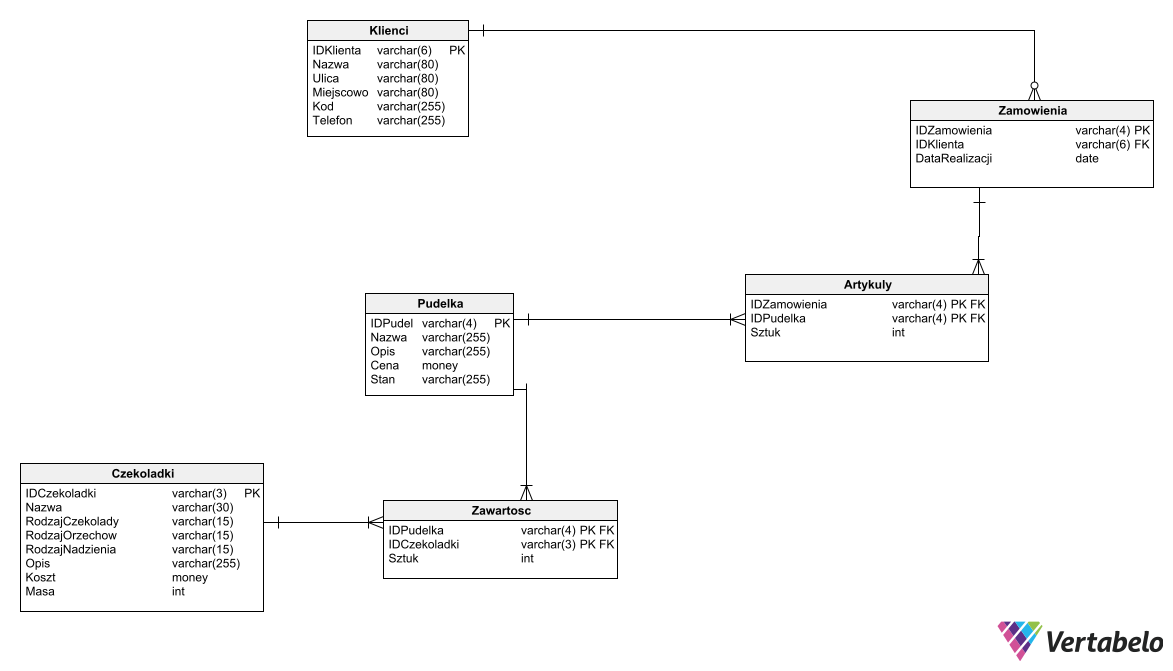 Klienci
IDKlienta varchar(6) PK
Nazwa varchar(80)
Ulica varchar(80)
Miejscowo varchar(80)
Kod varchar(255)
Telefon varchar(255)
Zamowienia
IDZamowienia varchar(4) PK
IDKlienta varchar(6) FK
DataRealizacji date
Artykuly
IDZamowienia varchar(4) PK FK
IDPudelka varchar(4) PK FK
Sztuk int
Pudelka
IDPudel varchar(4) PK
Nazwa varchar(255)
Opis varchar(255)
Cena money
Stan varchar(255)
Czekoladki
IDCzekoladki varchar(3) PK
Nazwa varchar(30)
RodzajCzekolady varchar(15)
RodzajOrzechow varchar(15)
RodzajNadzienia varchar(15)
Opis varchar(255)
Koszt money
Masa int
Zawartosc
IDPudelka varchar(4) PK FK
IDCzekoladki varchar(3) PK FK
Sztuk int
Vertabelo